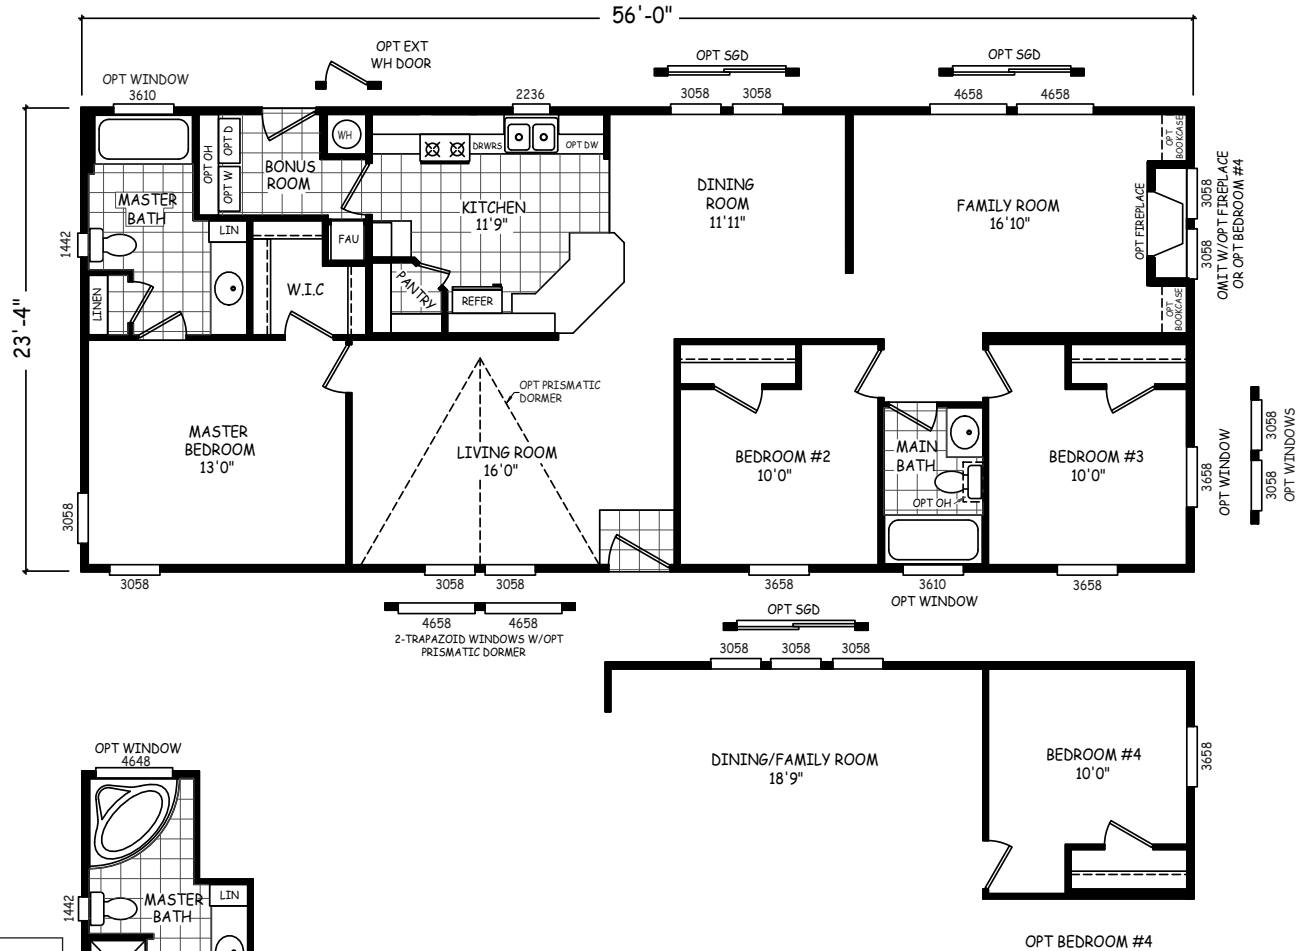 56'-0"
OPT EXT
WH DOOR
OPT SGD
OPT SGD
OPT WINDOW
3610
2236
3058
3058
4658
4658
WH
OPT OH
OPT D
OPT W
BONUS
ROOM
DRWRS
OPT DW
MASTER
BATH
LIN
FAU
KITCHEN
11'9"
DINING
ROOM
11'11"
FAMILY ROOM
16'10"
OPT
BOOKCASE
OPT FIREPLACE
3058
3058
OMIT W/OPT FIREPLACE
OR OPT BEDROOM #4
OPT
BOOKCASE
1442
LINEN
W.I.C
PANTRY
REFER
23'-4"
OPT PRISMATIC
DORMER
MASTER
BEDROOM
13'0"
LIVING ROOM
16'0"
BEDROOM #2
10'0"
MAIN
BATH
OPT OH
BEDROOM #3
10'0"
3658
OPT WINDOW
3058
3058
OPT WINDOWS
3058
3058
3058
3058
3658
3610
OPT WINDOW
3658
4658
4658
2-TRAPAZOID WINDOWS W/OPT
PRISMATIC DORMER
OPT SGD
3058
3058
3058
DINING/FAMILY ROOM
18'9"
BEDROOM #4
10'0"
3658
OPT BEDROOM #4
OPT WINDOW
4648
1442
MASTER
BATH
LIN